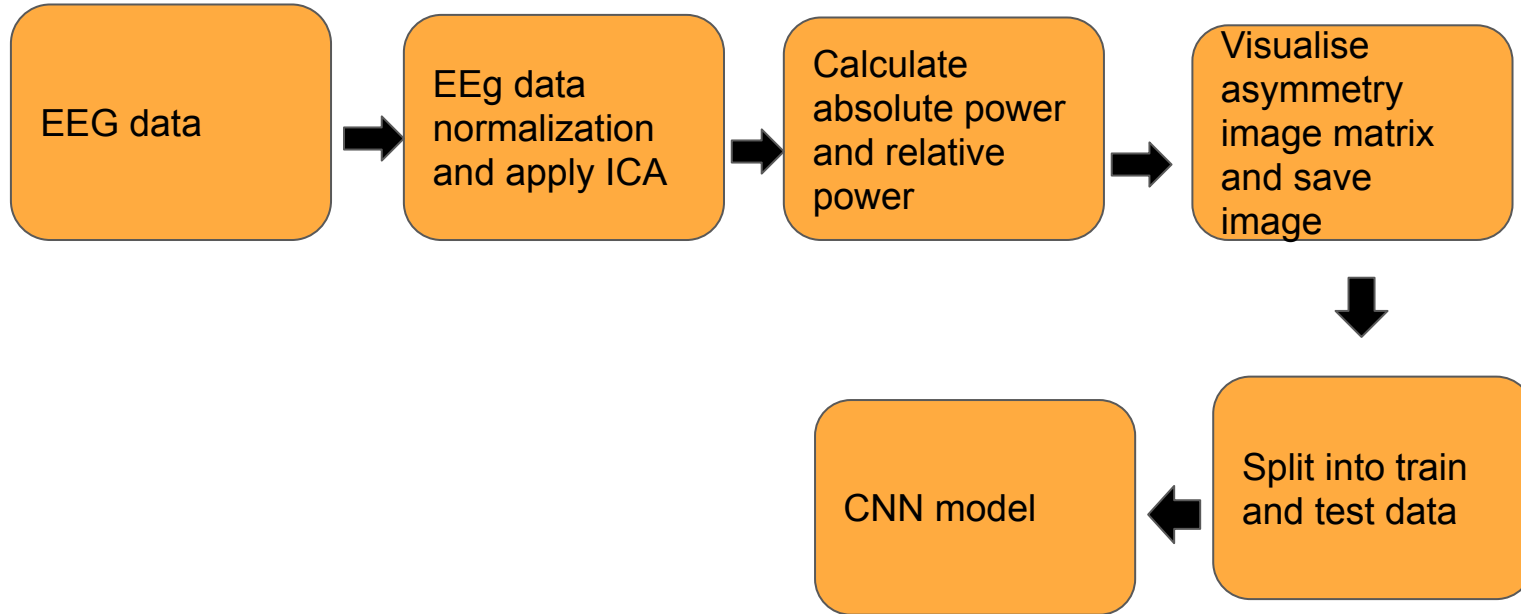 EEG data
EEg data
normalization
and apply ICA
Calculate
absolute power
and relative
power
Visualise
asymmetry
image matrix
and save
image
Split into train
and test data
CNN model